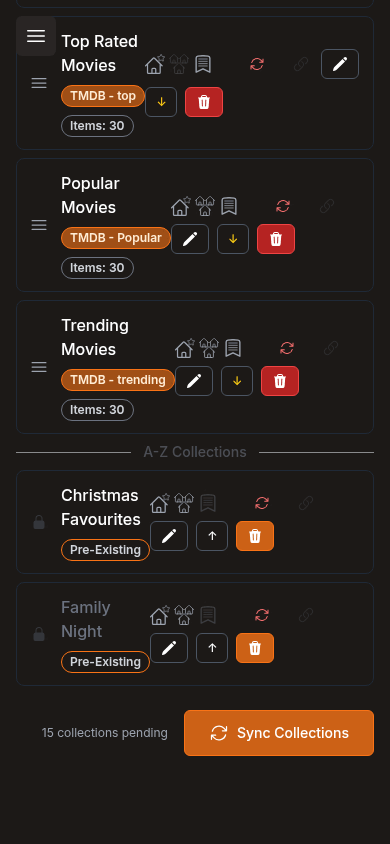 Top Rated
Movies
TMDB - top
Items: 30
Popular
Movies
TMDB - Popular
Items: 30
Trending
Movies
TMDB - trending
Items: 30
A-Z Collections
Christmas
Favourites
Pre-Existing
Family
Night
Pre-Existing
15 collections pending
Sync Collections